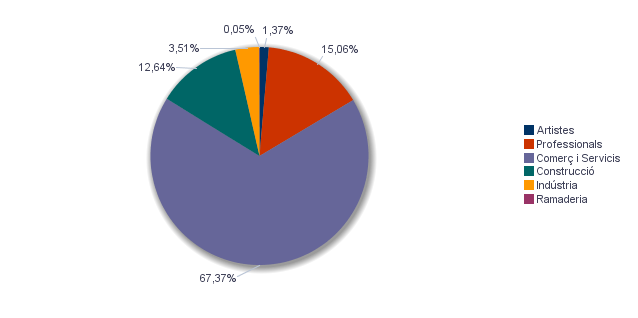 0,05%
1,37%
3,51%
15,06%
12,64%
67,37%
Artistes
Professionals
Comerç i Servicis
Construcció
Indústria
Ramaderia